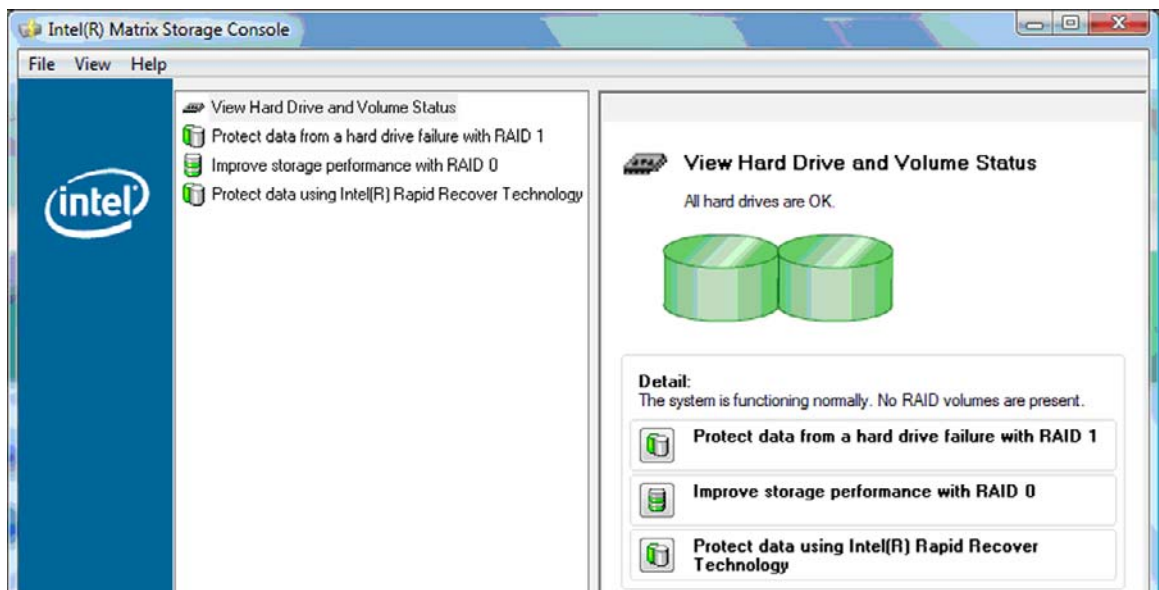 Intel(R) Matrix Storage Console
File View Help
intel
View Hard Drive and Volume Status
Protect data from a hard drive failure with RAID 1
Improve storage performance with RAID 0
Protect data using Intel(R) Rapid Recover Technology
View Hard Drive and Volume Status
All hard drives are OK.
Detail:
The system is functioning normally. No RAID volumes are present.
Protect data from a hard drive failure with RAID 1
Improve storage performance with RAID 0
Protect data using Intel(R) Rapid Recover
Technology